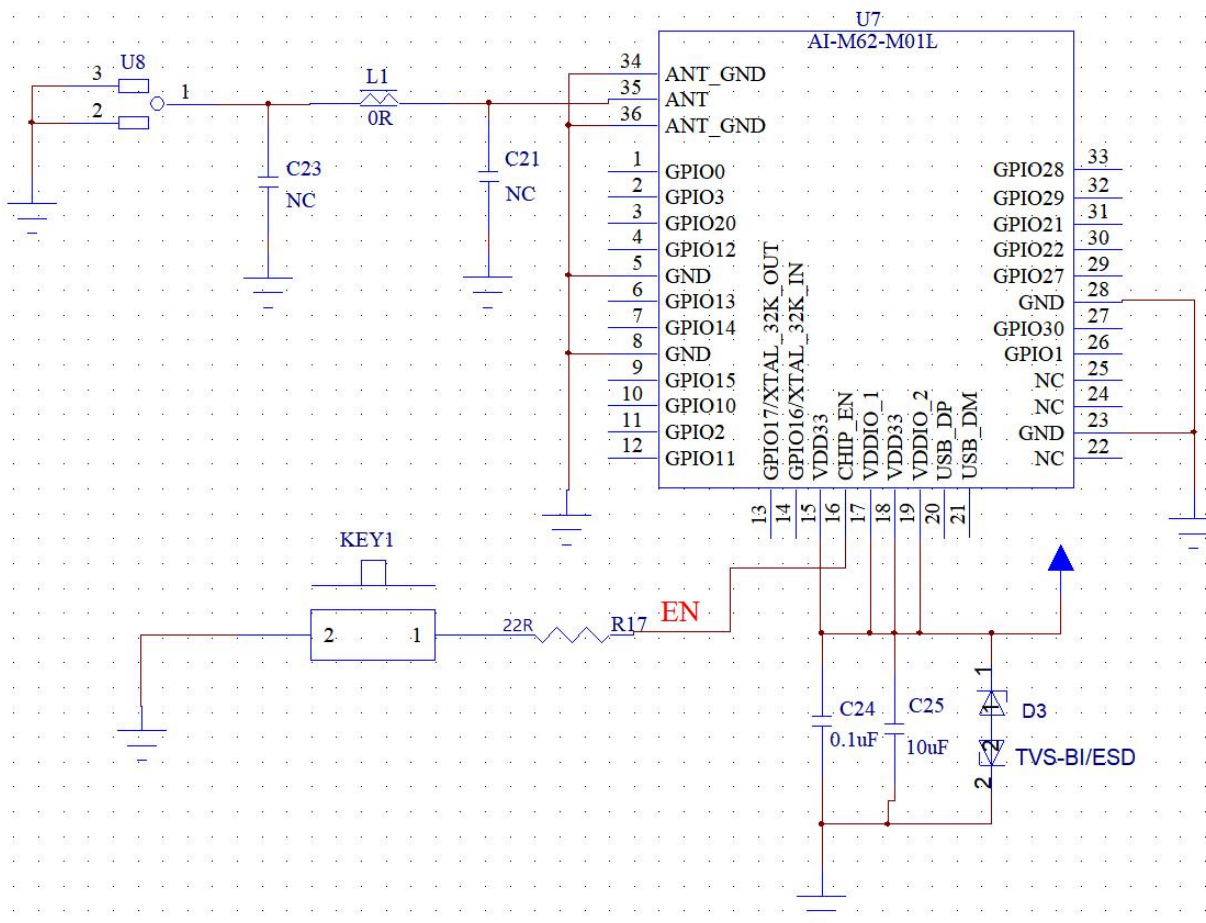 U7
AI-M62-M01L
U8
3
2
1
L1
0R
C23
NC
C21
NC
34 ANT_GND
35 ANT
36 ANT_GND
1 GPIO0
2 GPIO3
3 GPIO20
4 GPIO12
5 GND
6 GPIO13
7 GPIO14
8 GND
9 GPIO15
10 GPIO10
11 GPIO2
12 GPIO11
GPIO28 33
GPIO29 32
GPIO21 31
GPIO22 30
GPIO27 29
GND 28
GPIO30 27
GPIO1 26
NC 25
NC 24
GND 23
NC 22
13 GPIO17/XTAL_32K_OUT
14 GPIO16/XTAL_32K_IN
15 VDD33
16 CHIP_EN
17 VDDIO_1
18 VDD33
19 VDDIO_2
20 USB_DP
21 USB_DM
KEY1
2 1
22R R17
EN
C24
0.1uF
C25
10uF
1
1
D3
2
TVS-BI/ESD
2